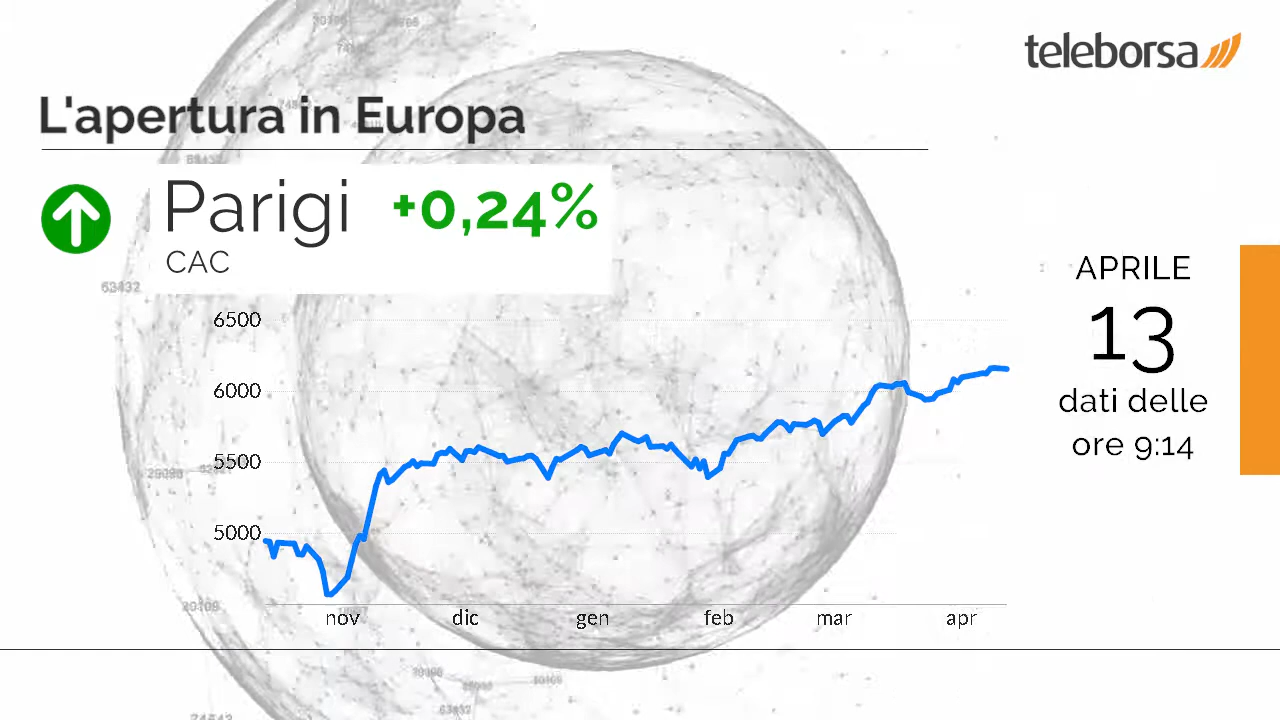 teleborsa
L'apertura in Europa
Parigi +0,24%
CAC
APRILE
13
dati delle
ore 9:14
6500
6000
5500
5000
nov dic gen feb mar apr
63432